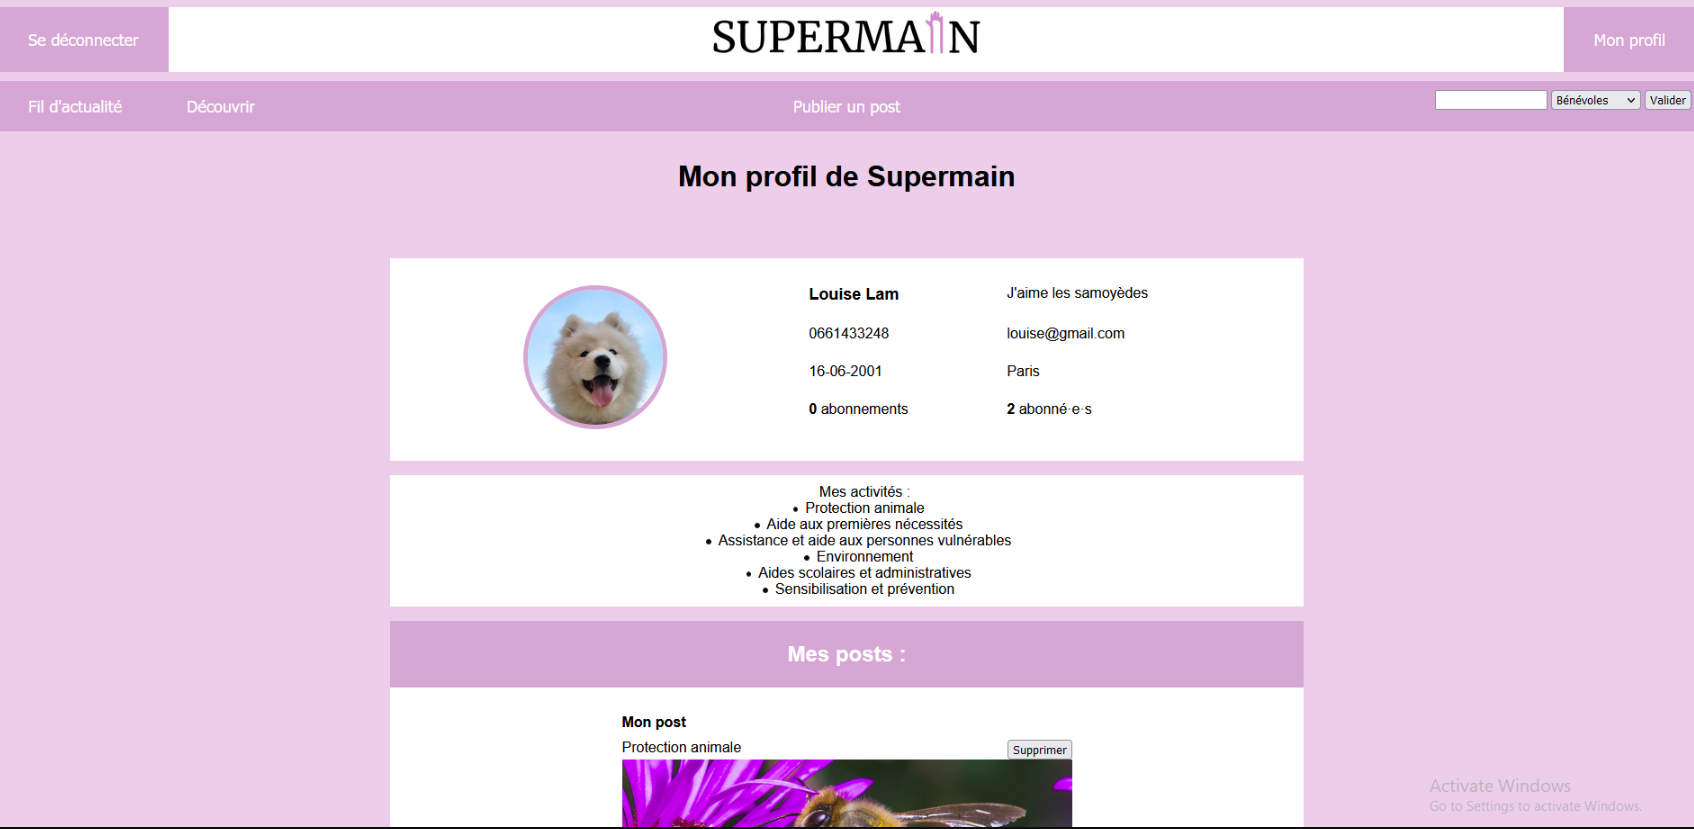 Se déconnecter
SUPERMAIN
Mon profil
Fil d'actualité
Découvrir
Publier un post
Bénévoles
Valider
Mon profil de Supermain
Louise Lam
J'aime les samoyèdes
0661433248
louise@gmail.com
16-06-2001
Paris
0 abonnements
2 abonné·e·s
Mes activités :
• Protection animale
• Aide aux premières nécessités
• Assistance et aide aux personnes vulnérables
• Environnement
• Aides scolaires et administratives
• Sensibilisation et prévention
Mes posts :
Mon post
Protection animale
Supprimer
Activate Windows
Go to Settings to activate Windows.